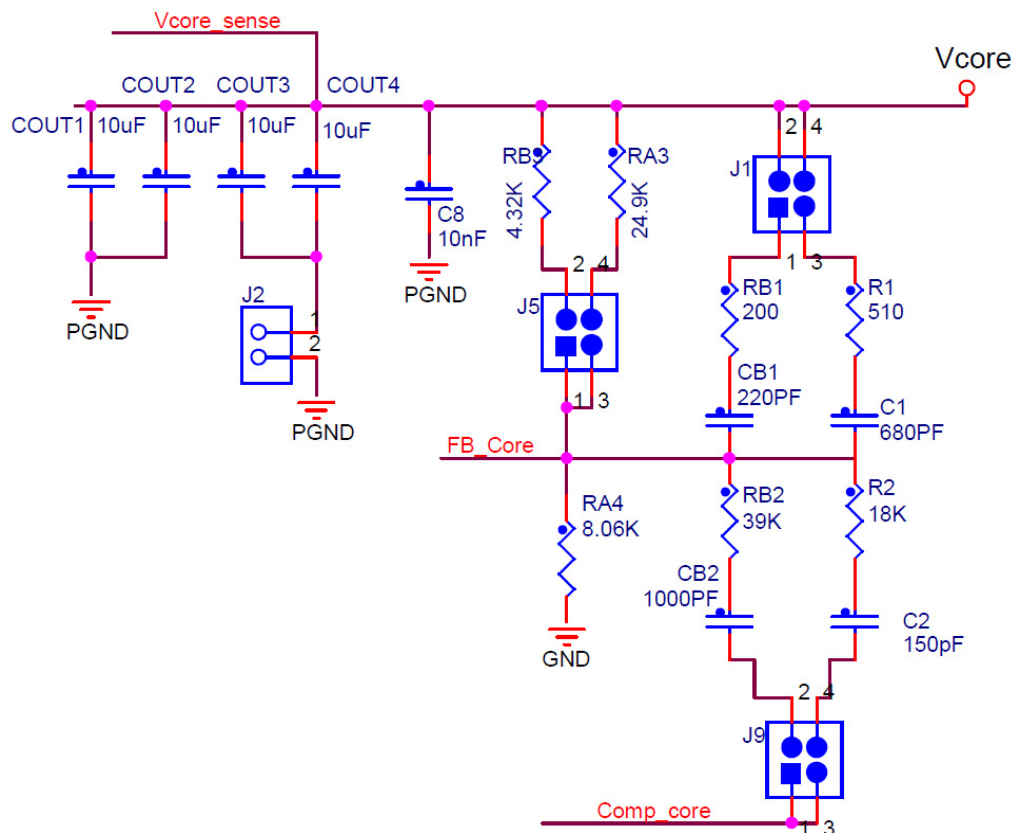 Vcore_sense
Vcore
COUT2
COUT3
COUT4
COUT1
10uF
10uF
10uF
10uF
C8
10nF
PGND
PGND
J2
1
2
PGND
4.32K
RA3
24.9K
2
4
J5
1
3
2
4
J1
1
3
RB1
200
R1
510
CB1
220PF
C1
680PF
FB_Core
RA4
8.06K
GND
RB2
39K
R2
18K
CB2
1000PF
C2
150pF
2
4
J9
Comp_core
1
3